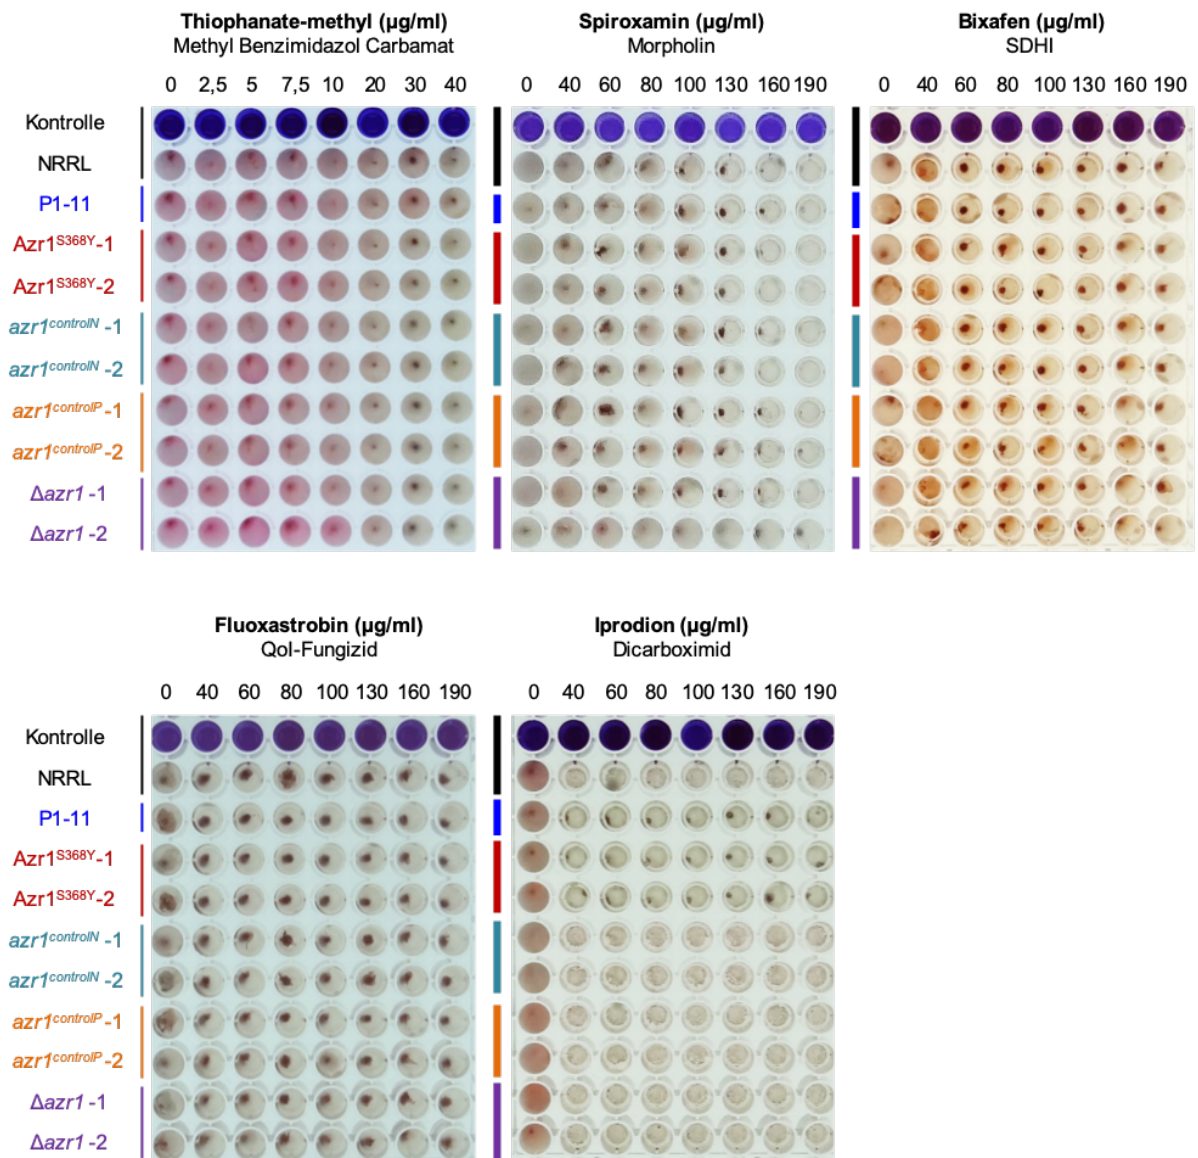 Thiophanate-methyl (µg/ml)
Methyl Benzimidazol Carbamat
0 2,5 5 7,5 10 20 30 40
Spiroxamin (µg/ml)
Morpholin
0 40 60 80 100 130 160 190
Bixafen (µg/ml)
SDHI
0 40 60 80 100 130 160 190
Kontrolle
NRRL
P1-11
Azr1S368Y-1
Azr1S368Y-2
azr1controlN -1
azr1controlN -2
azr1controlP -1
azr1controlP -2
Δazr1 -1
Δazr1 -2
Fluoxastrobin (µg/ml)
QoI-Fungizid
0 40 60 80 100 130 160 190
Iprodion (µg/ml)
Dicarboximid
0 40 60 80 100 130 160 190
Kontrolle
NRRL
P1-11
Azr1S368Y-1
Azr1S368Y-2
azr1controlN -1
azr1controlN -2
azr1controlP -1
azr1controlP -2
Δazr1 -1
Δazr1 -2